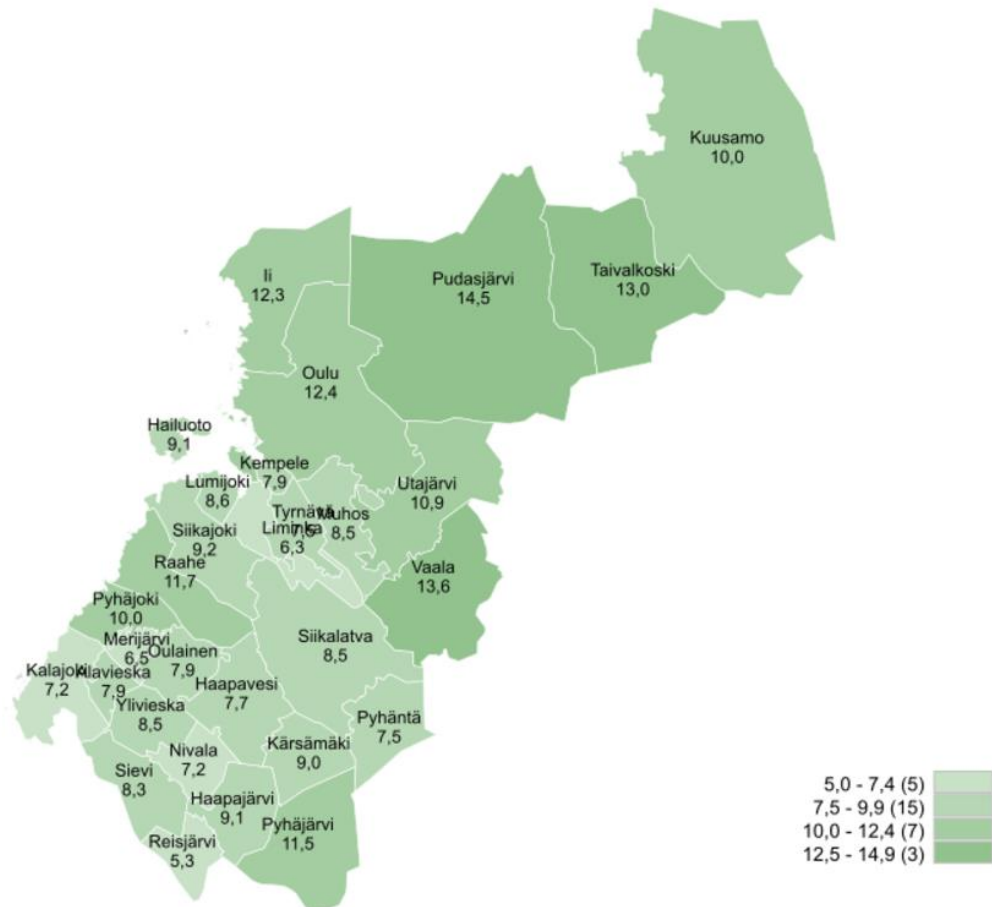 Kuusamo
10,0
Pudasjärvi
14,5
Taivalkoski
13,0
Ii
12,3
Oulu
12,4
Hailuoto
9,1
Kempele
7,9
Lumijoki
8,6
Utajärvi
10,9
Tyrnävä
7,5
Muhos
8,5
Liminka
6,3
Siikajoki
9,2
Raahe
11,7
Vaala
13,6
Pyhäjoki
10,0
Merijärvi
6,5
Oulainen
7,9
Siikalatva
8,5
Kalajoki
7,2
Alavieska
7,9
Haapavesi
7,7
Ylivieska
8,5
Pyhäntä
7,5
Nivala
7,2
Kärsämäki
9,0
Sievi
8,3
Haapajärvi
9,1
Pyhäjärvi
11,5
Reisjärvi
5,3
5,0 - 7,4 (5)
7,5 - 9,9 (15)
10,0 - 12,4 (7)
12,5 - 14,9 (3)